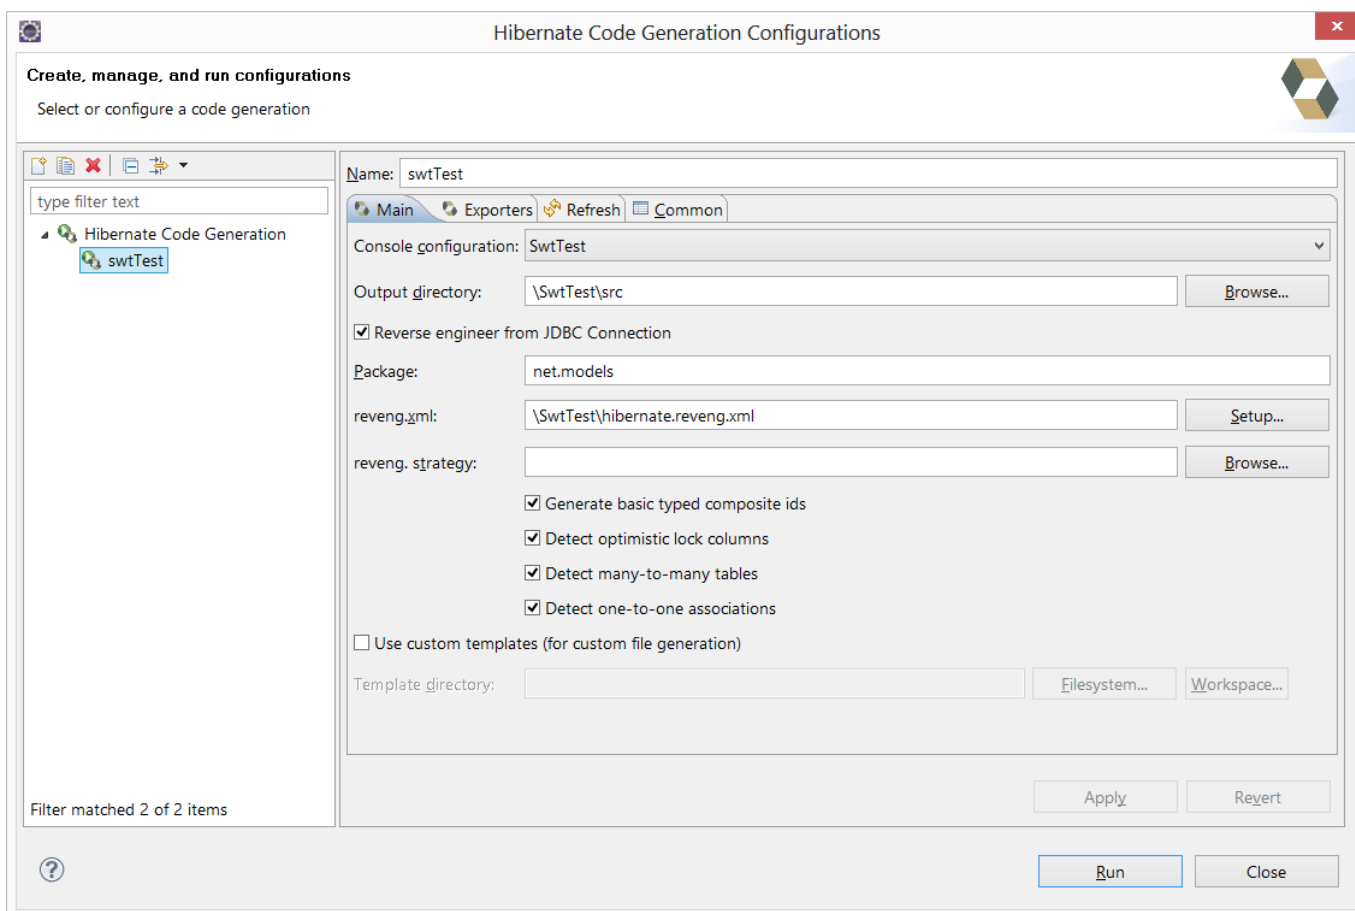 Hibernate Code Generation Configurations
x
Create, manage, and run configurations
Select or configure a code generation
type filter text
Hibernate Code Generation
swtTest
Filter matched 2 of 2 items
Name: swtTest
Main Exporters Refresh Common
Console configuration: SwtTest
Output directory: \SwtTest\src Browse...
Reverse engineer from JDBC Connection
Package: net.models
reveng.xml: \SwtTest\hibernate.reveng.xml Setup...
reveng. strategy: Browse...
Generate basic typed composite ids
Detect optimistic lock columns
Detect many-to-many tables
Detect one-to-one associations
Use custom templates (for custom file generation)
Template directory: Filesystem... Workspace...
Apply Revert
? Run Close